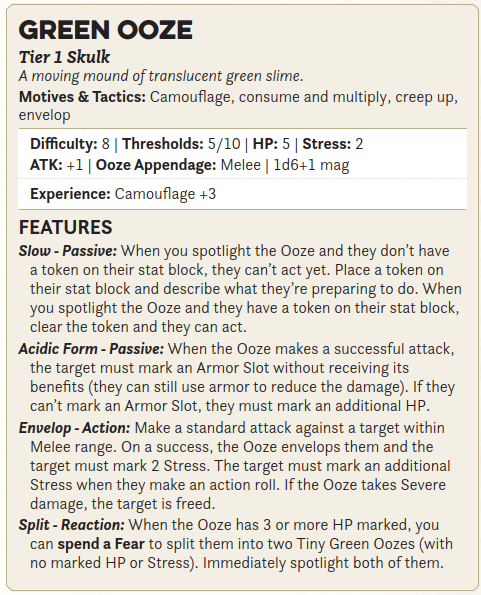 GREEN OOZE
Tier 1 Skulk
A moving mound of translucent green slime.
Motives & Tactics: Camouflage, consume and multiply, creep up,
envelop
Difficulty: 8 | Thresholds: 5/10 | HP: 5 | Stress: 2
ATK: +1 | Ooze Appendage: Melee | 1d6+1 mag
Experience: Camouflage +3
FEATURES
Slow - Passive: When you spotlight the Ooze and they don’t have
a token on their stat block, they can’t act yet. Place a token on
their stat block and describe what they’re preparing to do. When
you spotlight the Ooze and they have a token on their stat block,
clear the token and they can act.
Acidic Form - Passive: When the Ooze makes a successful attack,
the target must mark an Armor Slot without receiving its
benefits (they can still use armor to reduce the damage). If they
can’t mark an Armor Slot, they must mark an additional HP.
Envelop - Action: Make a standard attack against a target within
Melee range. On a success, the Ooze envelops them and the
target must mark 2 Stress. The target must mark an additional
Stress when they make an action roll. If the Ooze takes Severe
damage, the target is freed.
Split - Reaction: When the Ooze has 3 or more HP marked, you
can spend a Fear to split them into two Tiny Green Oozes (with
no marked HP or Stress). Immediately spotlight both of them.